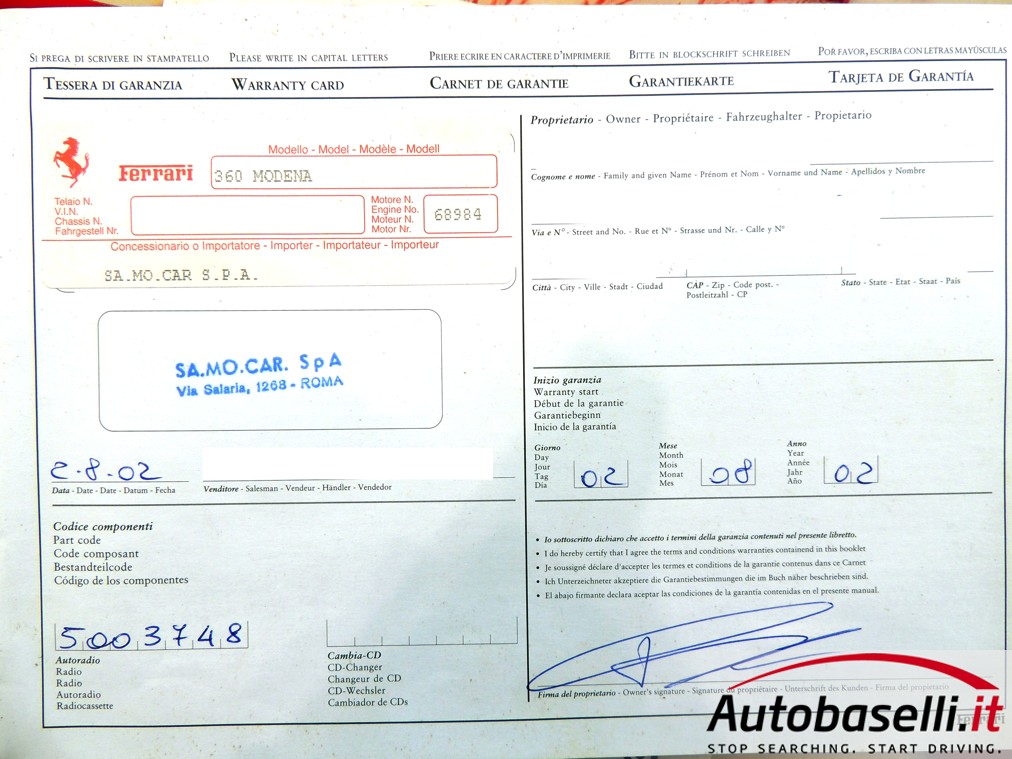 SI PREGA DI SCRIVERE IN STAMPATELLO PLEASE WRITE IN CAPITAL LETTERS PRIERE ECRIRE EN CARACTERE D'IMPRIMERIE BITTE IN BLOCKSCHRIFT SCHREIBEN POR FAVOR, ESCRIBA CON LETRAS MAYÚSCULAS
TESSERA DI GARANZIA WARRANTY CARD CARNET DE GARANTIE GARANTIEKARTE TARJETA DE GARANTÍA
Modello - Model - Modèle - Modell
Ferrari 360 MODENA
Telaio N.
V.I.N.
Chassis N.
Fahrgestell Nr.
Motore N.
Engine No.
Moteur N.
Motor Nr.
68984
Concessionario o Importatore - Importer - Importateur - Importeur
SA.MO.CAR S.P.A.
SA.MO.CAR. SpA
Via Salaria, 1268 - ROMA
2-8-02
Data - Date - Date - Datum - Fecha
Venditore - Salesman - Vendeur - Händler - Vendedor
Codice componenti
Part code
Code composant
Bestandteilcode
Código de los componentes
5003748
Autoradio
Radio
Radio
Autoradio
Radiocassette
Cambia-CD
CD-Changer
Changeur de CD
CD-Wechsler
Cambiador de CDs
Proprietario - Owner - Propriétaire - Fahrzeughalter - Propietario
Cognome e nome - Family and given Name - Prénom et Nom - Vorname und Name - Apellidos y Nombre
Via e N° - Street and No. - Rue et N° - Strasse und Nr. - Calle y N°
Città - City - Ville - Stadt - Ciudad
CAP - Zip - Code post. -
Postleitzahl - CP
Stato - State - Etat - Staat - País
Inizio garanzia
Warranty start
Début de la garantie
Garantiebeginn
Inicio de la garantía
Giorno
Day
Jour
Tag
Día
02
Mese
Month
Mois
Monat
Mes
08
Anno
Year
Année
Jahr
Año
02
• Io sottoscritto dichiaro che accetto i termini della garanzia contenuti nel presente libretto.
• I do hereby certify that I agree the terms and conditions warranties containend in this booklet
• Je soussigné déclare d'accepter les termes et conditions de la garantie contenus dans ce Carnet
• Ich Unterzeichneter akzeptiere die Garantiebestimmungen die im Buch näher beschrieben sind.
• El abajo firmante declara aceptar las condiciones de la garantía contenidas en el presente manual.
Firma del proprietario - Owner's signature - Signature du propriétaire - Unterschrift des Kunden - Firma del propietario
Autobaselli.it
STOP SEARCHING. START DRIVING.
Ferrari